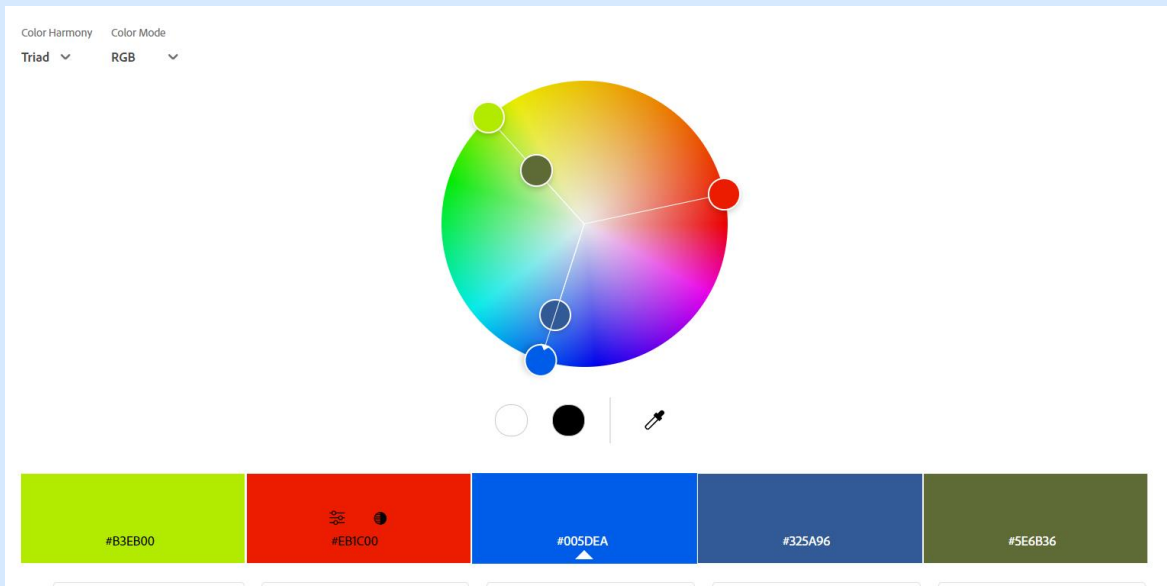 Color Harmony Color Mode
Triad RGB
#B3EB00 #EB1C00 #005DEA #325A96 #5E6B36